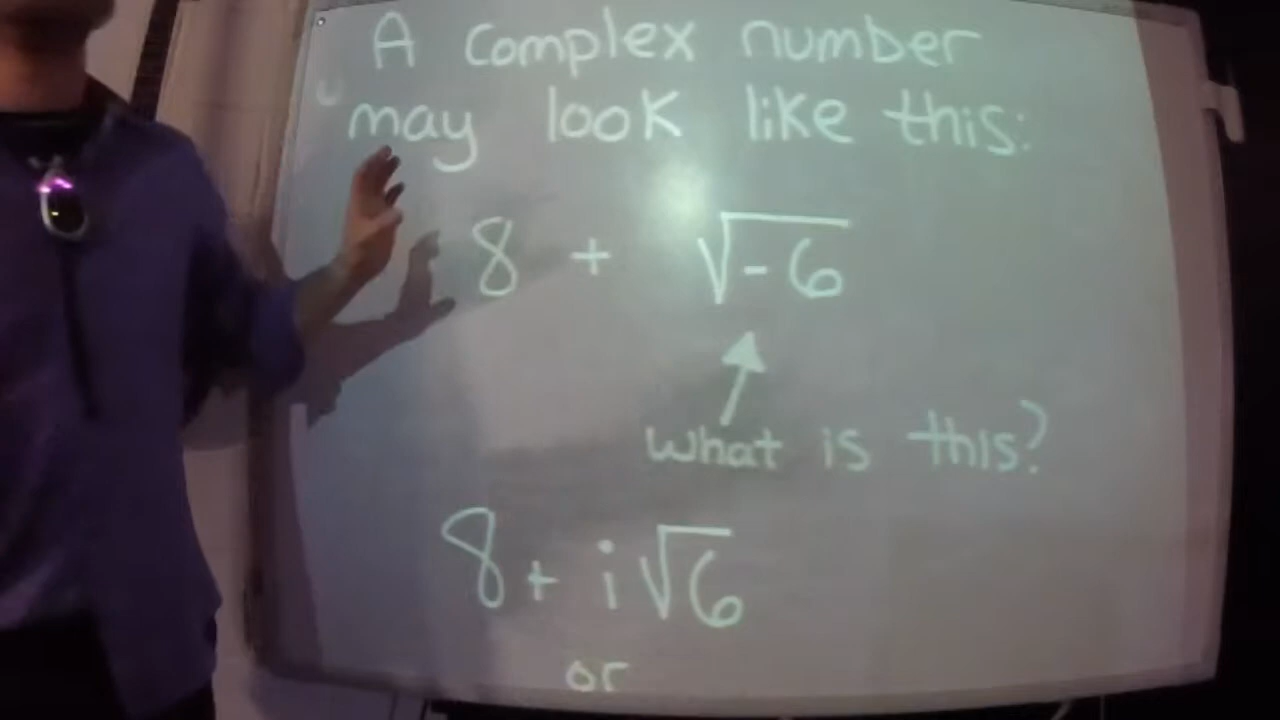 A complex number
may look like this:
8 + √-6
what is this?
8 + i√6
or